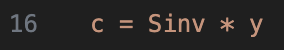 16 c = Sinv * y